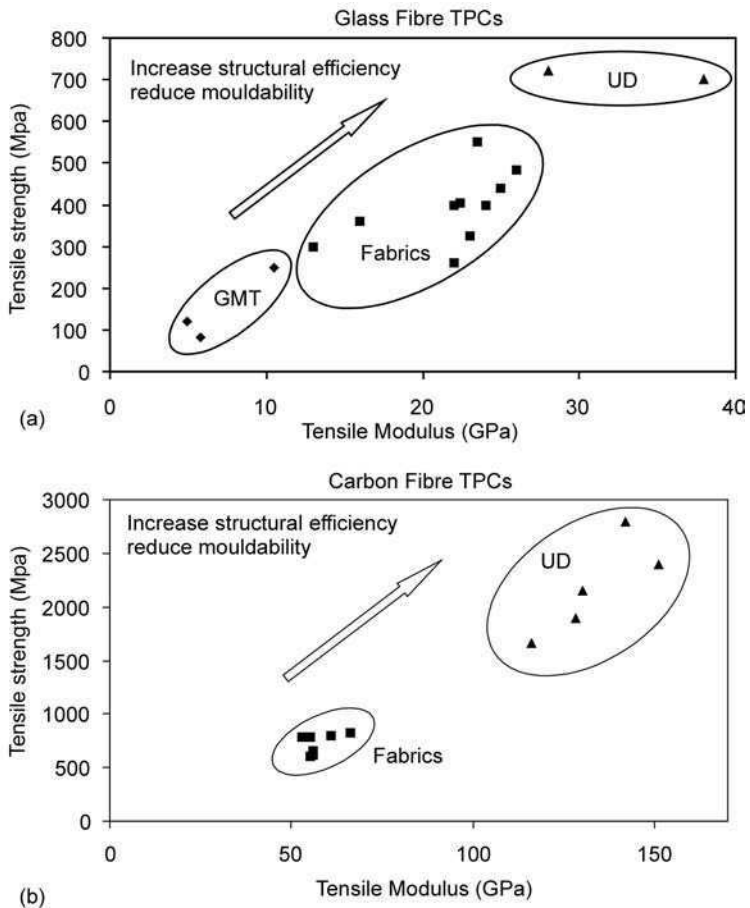 Glass Fibre TPCs
800
700
600
500
400
300
200
100
0
Tensile strength (Mpa)
Increase structural efficiency
reduce mouldability
UD
Fabrics
GMT
0
10
20
30
40
(a)
Tensile Modulus (GPa)
Carbon Fibre TPCs
3000
2500
2000
1500
1000
500
0
Tensile strength (Mpa)
Increase structural efficiency
reduce mouldability
UD
Fabrics
0
50
100
150
Tensile Modulus (GPa)
(b)